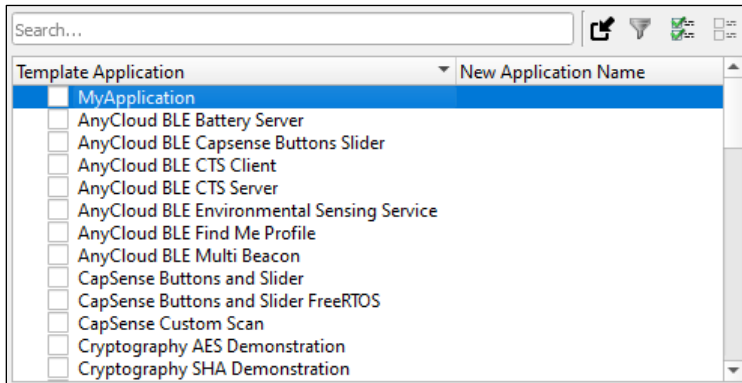 Search...
Template Application New Application Name
MyApplication
AnyCloud BLE Battery Server
AnyCloud BLE Capsense Buttons Slider
AnyCloud BLE CTS Client
AnyCloud BLE CTS Server
AnyCloud BLE Environmental Sensing Service
AnyCloud BLE Find Me Profile
AnyCloud BLE Multi Beacon
CapSense Buttons and Slider
CapSense Buttons and Slider FreeRTOS
CapSense Custom Scan
Cryptography AES Demonstration
Cryptography SHA Demonstration